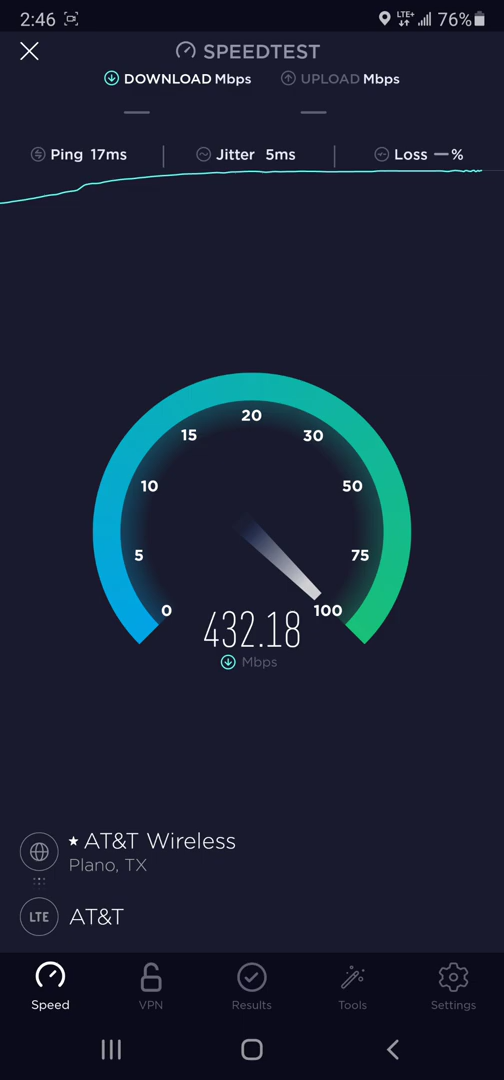 2:46 LTE+ 76%
SPEEDTEST
DOWNLOAD Mbps UPLOAD Mbps
— —
Ping 17ms Jitter 5ms Loss —%
20
15 30
10 50
5 75
0 100
432.18
Mbps
★ AT&T Wireless
Plano, TX
LTE AT&T
Speed VPN Results Tools Settings